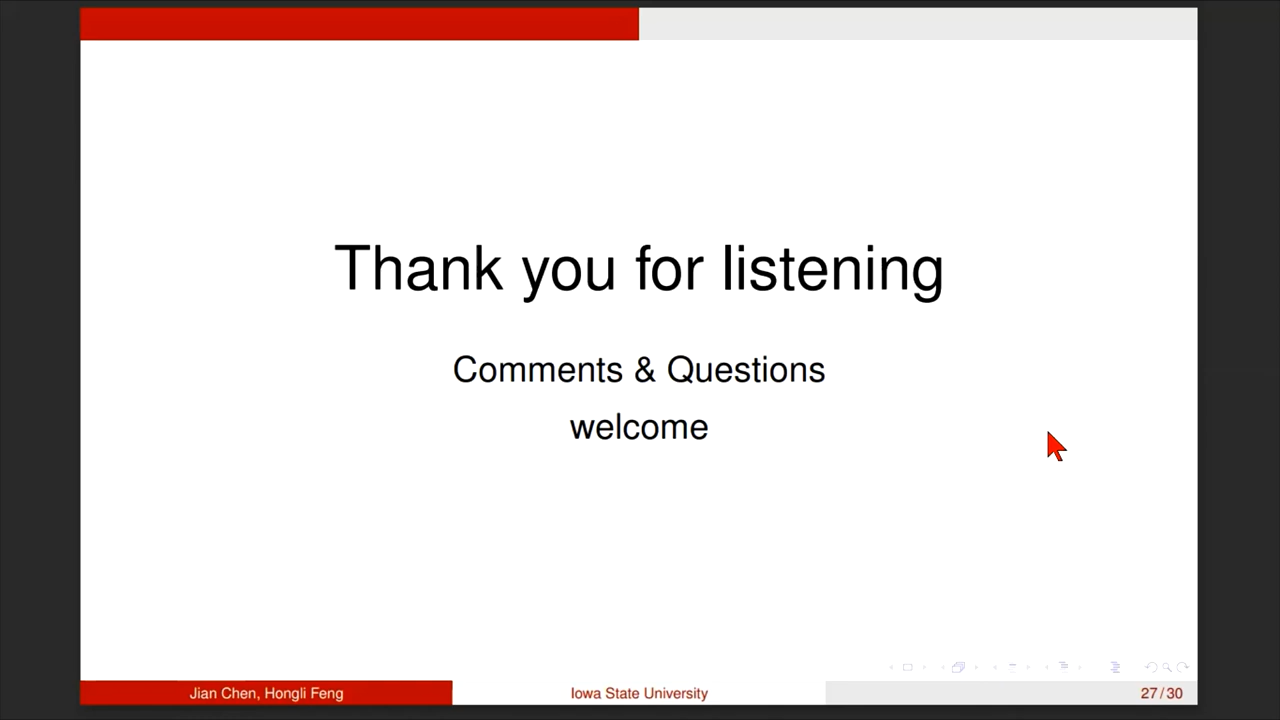 Thank you for listening
Comments & Questions
welcome
Jian Chen, Hongli Feng
Iowa State University
27 / 30